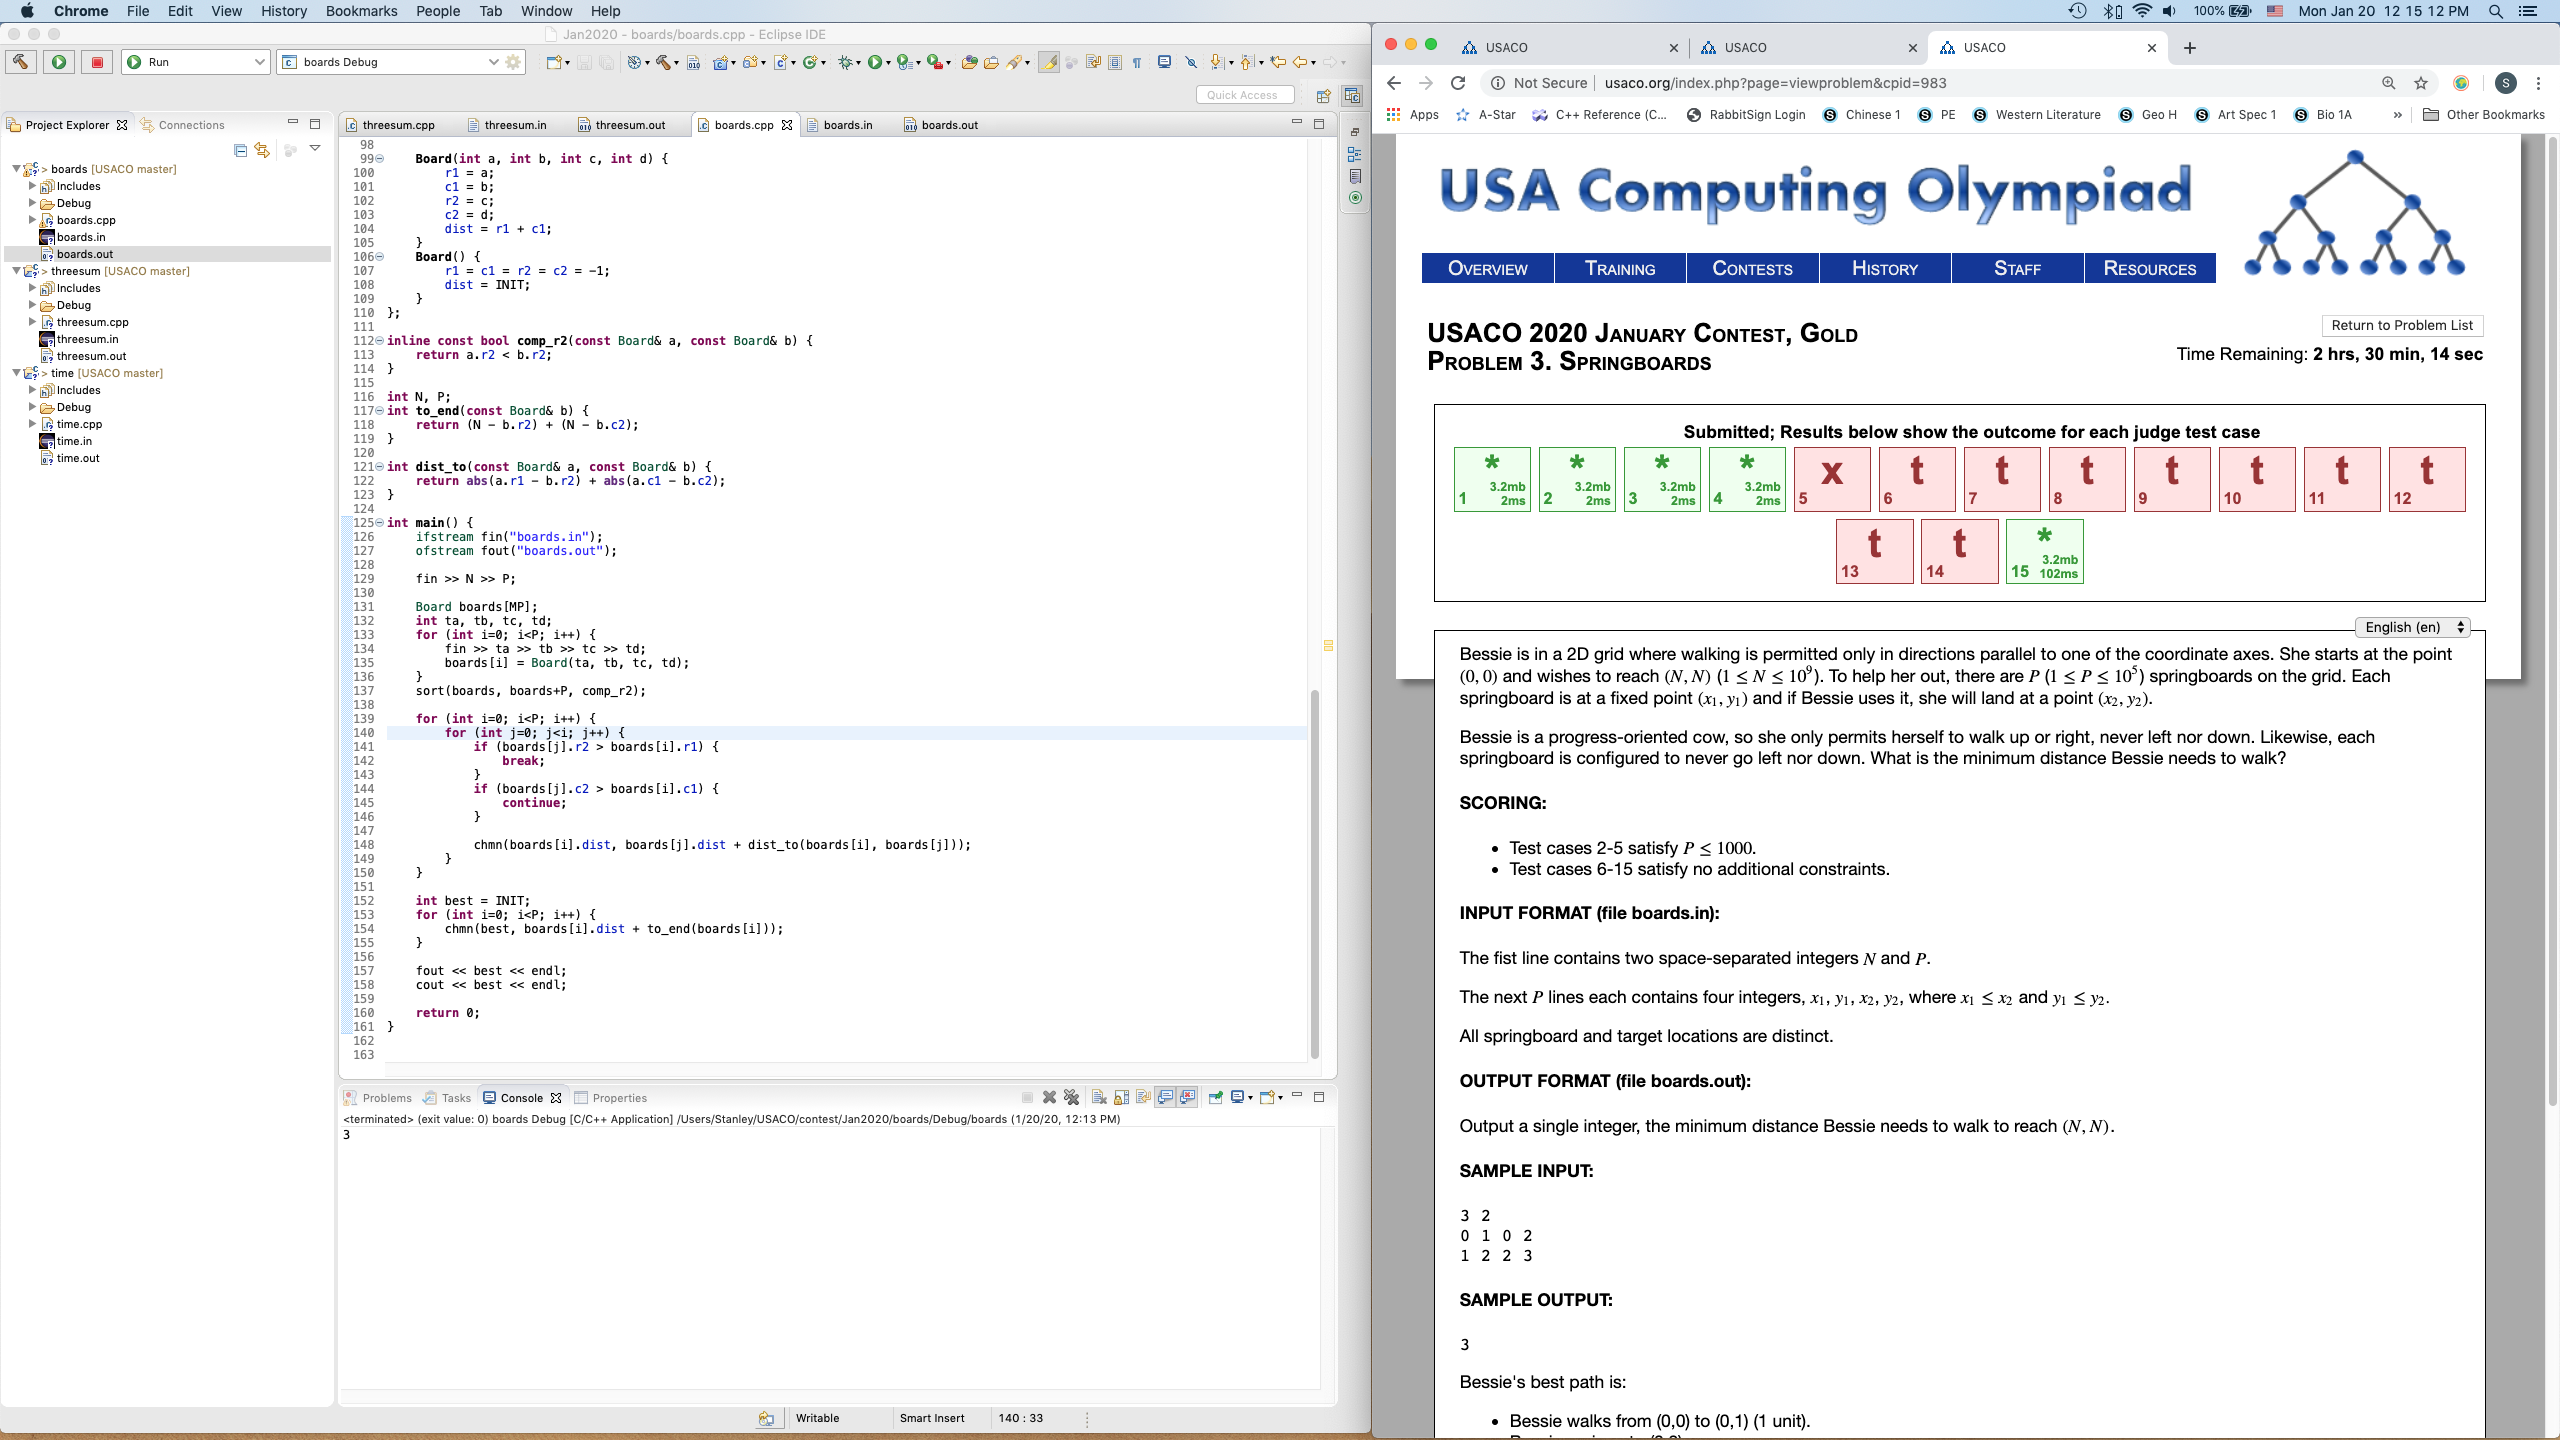 Chrome File Edit View History Bookmarks People Tab Window Help
100% Mon Jan 20 12 15 12 PM
Jan2020 - boards/boards.cpp - Eclipse IDE
Run
boards Debug
Quick Access
Project Explorer
Connections
> boards [USACO master]
Includes
Debug
boards.cpp
boards.in
boards.out
> threesum [USACO master]
Includes
Debug
threesum.cpp
threesum.in
threesum.out
> time [USACO master]
Includes
Debug
time.cpp
time.in
time.out
threesum.cpp threesum.in threesum.out boards.cpp boards.in boards.out
98
99 Board(int a, int b, int c, int d) {
100 r1 = a;
101 c1 = b;
102 r2 = c;
103 c2 = d;
104 dist = r1 + c1;
105 }
106 Board() {
107 r1 = c1 = r2 = c2 = -1;
108 dist = INIT;
109 }
110 };
111
112 inline const bool comp_r2(const Board& a, const Board& b) {
113 return a.r2 < b.r2;
114 }
115
116 int N, P;
117 int to_end(const Board& b) {
118 return (N - b.r2) + (N - b.c2);
119 }
120
121 int dist_to(const Board& a, const Board& b) {
122 return abs(a.r1 - b.r2) + abs(a.c1 - b.c2);
123 }
124
125 int main() {
126 ifstream fin("boards.in");
127 ofstream fout("boards.out");
128
129 fin >> N >> P;
130
131 Board boards[MP];
132 int ta, tb, tc, td;
133 for (int i=0; i<P; i++) {
134 fin >> ta >> tb >> tc >> td;
135 boards[i] = Board(ta, tb, tc, td);
136 }
137 sort(boards, boards+P, comp_r2);
138
139 for (int i=0; i<P; i++) {
140 for (int j=0; j<i; j++) {
141 if (boards[j].r2 > boards[i].r1) {
142 break;
143 }
144 if (boards[j].c2 > boards[i].c1) {
145 continue;
146 }
147
148 chmn(boards[i].dist, boards[j].dist + dist_to(boards[i], boards[j]));
149 }
150 }
151
152 int best = INIT;
153 for (int i=0; i<P; i++) {
154 chmn(best, boards[i].dist + to_end(boards[i]));
155 }
156
157 fout << best << endl;
158 cout << best << endl;
159
160 return 0;
161 }
162
163
Problems Tasks Console Properties
<terminated> (exit value: 0) boards Debug [C/C++ Application] /Users/Stanley/USACO/contest/Jan2020/boards/Debug/boards (1/20/20, 12:13 PM)
3
Writable Smart Insert 140 : 33
USACO USACO USACO
Not Secure | usaco.org/index.php?page=viewproblem&cpid=983
S
Apps A-Star C++ Reference (C... RabbitSign Login Chinese 1 PE Western Literature Geo H Art Spec 1 Bio 1A » Other Bookmarks
USA Computing Olympiad
OVERVIEW TRAINING CONTESTS HISTORY STAFF RESOURCES
USACO 2020 JANUARY CONTEST, GOLD
PROBLEM 3. SPRINGBOARDS
Return to Problem List
Time Remaining: 2 hrs, 30 min, 14 sec
Submitted; Results below show the outcome for each judge test case
* * * * x t t t t t t t
3.2mb 3.2mb 3.2mb 3.2mb
1 2ms 2 2ms 3 2ms 4 2ms 5 6 7 8 9 10 11 12
t t *
3.2mb
13 14 15 102ms
English (en)
Bessie is in a 2D grid where walking is permitted only in directions parallel to one of the coordinate axes. She starts at the point
(0, 0) and wishes to reach (N, N) (1 ≤ N ≤ 10⁹). To help her out, there are P (1 ≤ P ≤ 10⁵) springboards on the grid. Each
springboard is at a fixed point (x₁, y₁) and if Bessie uses it, she will land at a point (x₂, y₂).
Bessie is a progress-oriented cow, so she only permits herself to walk up or right, never left nor down. Likewise, each
springboard is configured to never go left nor down. What is the minimum distance Bessie needs to walk?
SCORING:
• Test cases 2-5 satisfy P ≤ 1000.
• Test cases 6-15 satisfy no additional constraints.
INPUT FORMAT (file boards.in):
The fist line contains two space-separated integers N and P.
The next P lines each contains four integers, x₁, y₁, x₂, y₂, where x₁ ≤ x₂ and y₁ ≤ y₂.
All springboard and target locations are distinct.
OUTPUT FORMAT (file boards.out):
Output a single integer, the minimum distance Bessie needs to walk to reach (N, N).
SAMPLE INPUT:
3 2
0 1 0 2
1 2 2 3
SAMPLE OUTPUT:
3
Bessie's best path is:
• Bessie walks from (0,0) to (0,1) (1 unit).